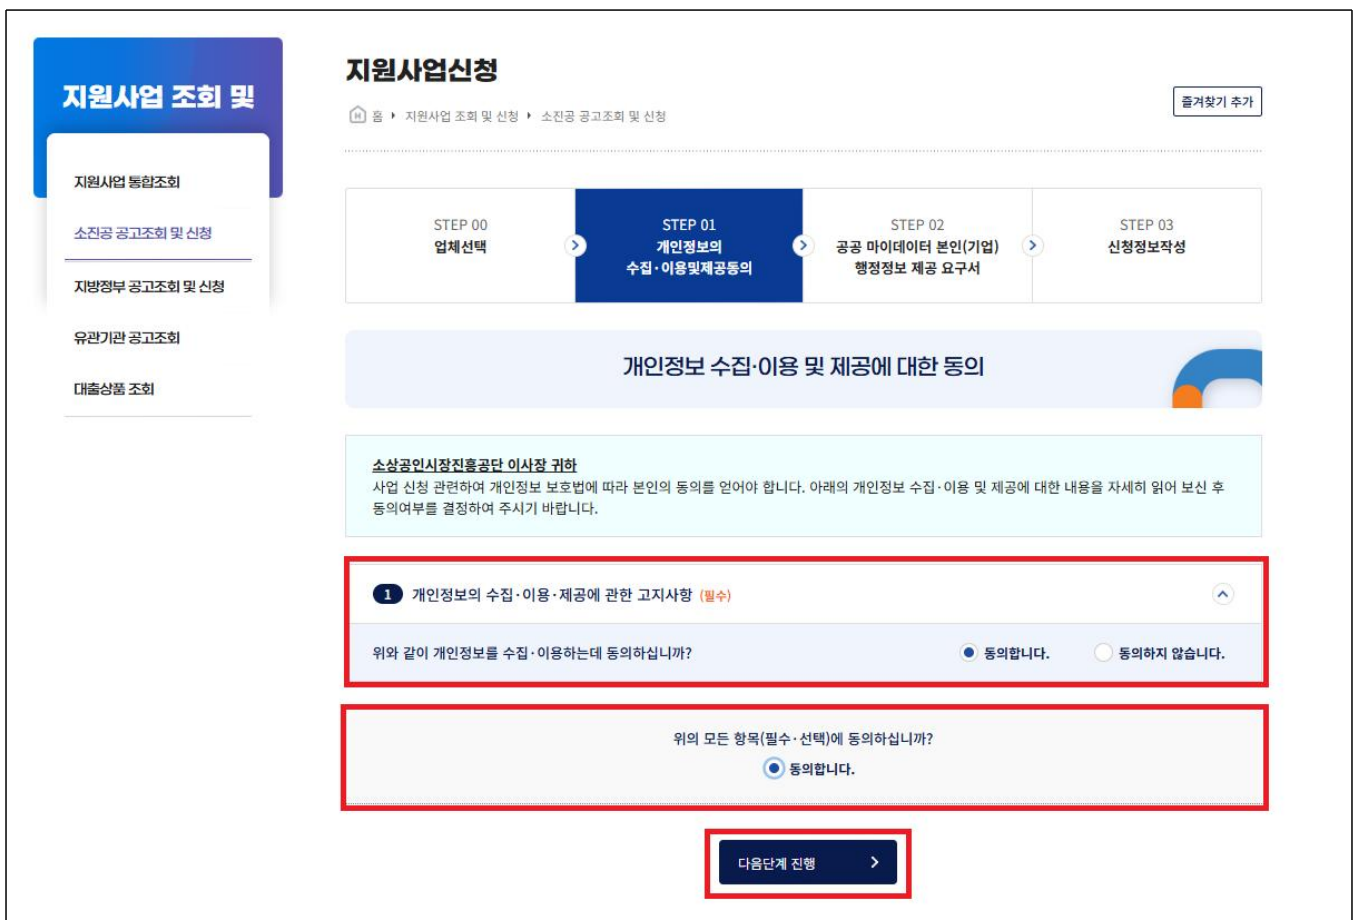 지원사업 조회 및
지원사업 통합조회
소진공 공고조회 및 신청
지방정부 공고조회 및 신청
유관기관 공고조회
대출상품 조회
지원사업신청
홈 지원사업 조회 및 신청 소진공 공고조회 및 신청
즐겨찾기 추가
STEP 00
업체선택
STEP 01
개인정보의
수집·이용및제공동의
STEP 02
공공 마이데이터 본인(기업)
행정정보 제공 요구서
STEP 03
신청정보작성
개인정보 수집·이용 및 제공에 대한 동의
소상공인시장진흥공단 이사장 귀하
사업 신청 관련하여 개인정보 보호법에 따라 본인의 동의를 얻어야 합니다. 아래의 개인정보 수집·이용 및 제공에 대한 내용을 자세히 읽어 보신 후
동의여부를 결정하여 주시기 바랍니다.
1 개인정보의 수집·이용·제공에 관한 고지사항 (필수)
위와 같이 개인정보를 수집·이용하는데 동의하십니까? 동의합니다. 동의하지 않습니다.
위의 모든 항목(필수·선택)에 동의하십니까?
동의합니다.
다음단계 진행